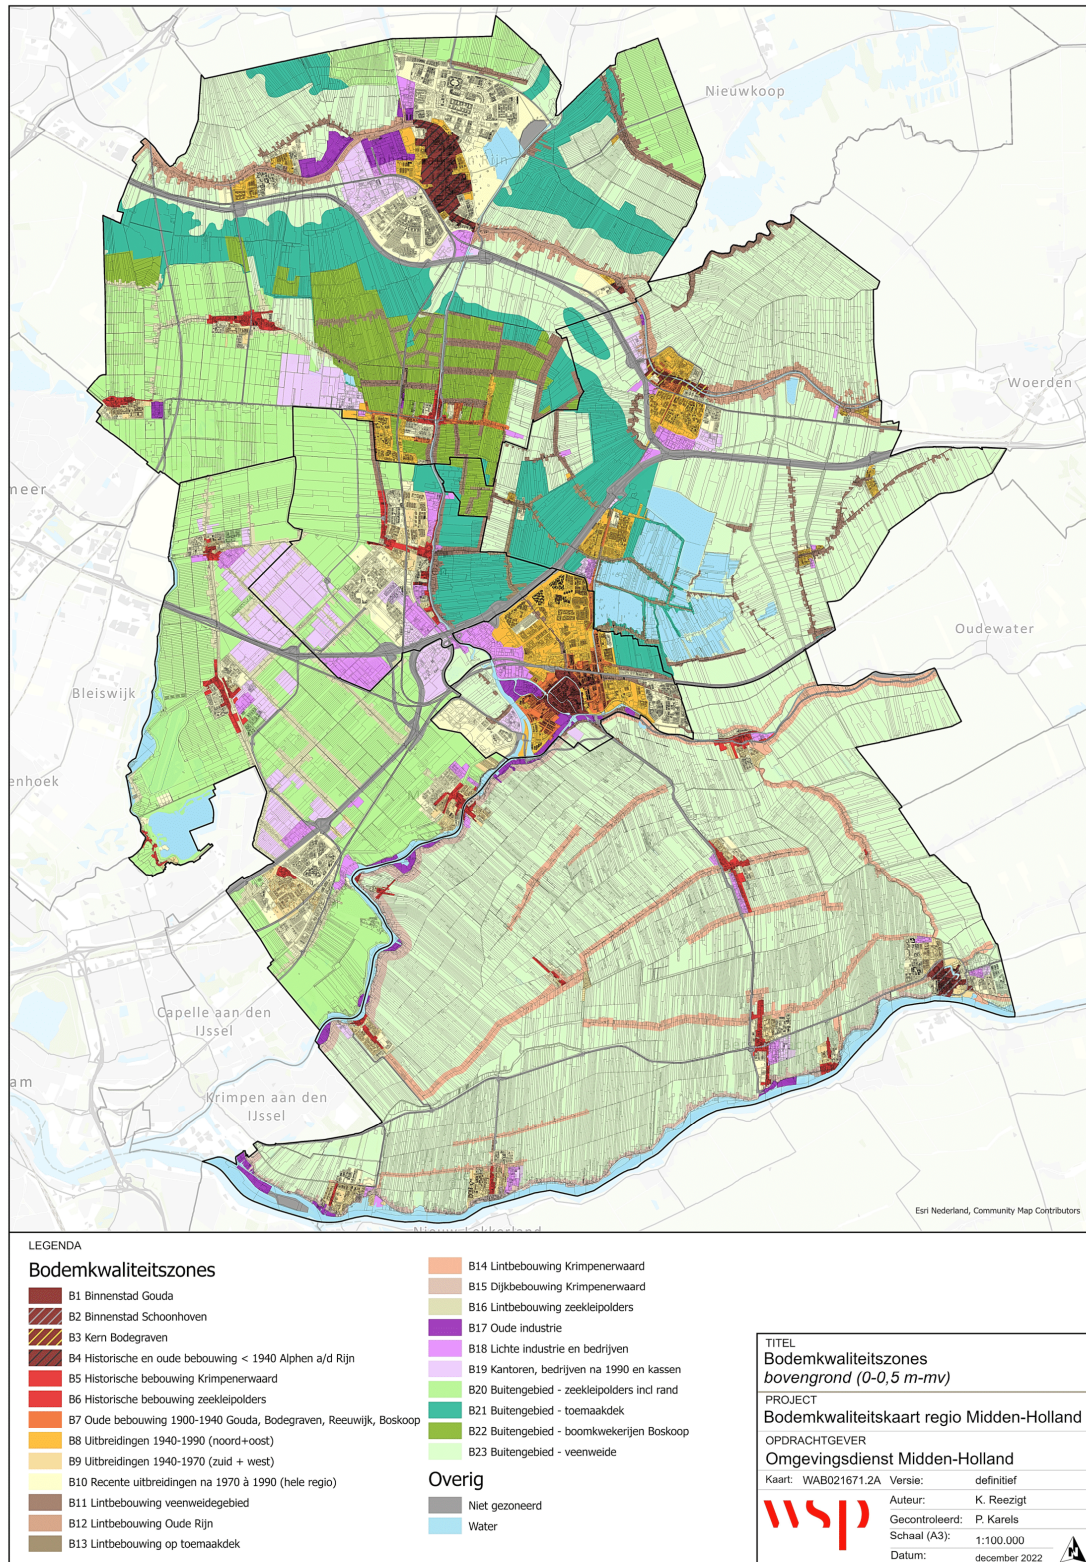 Nieuwkoop
Woerden
Oudewater
Bleiswijk
Capelle aan den
IJssel
Krimpen aan den
IJssel
Esri Nederland, Community Map Contributors
LEGENDA
Bodemkwaliteitszones
B1 Binnenstad Gouda
B2 Binnenstad Schoonhoven
B3 Kern Bodegraven
B4 Historische en oude bebouwing < 1940 Alphen a/d Rijn
B5 Historische bebouwing Krimpenerwaard
B6 Historische bebouwing zeekleipolders
B7 Oude bebouwing 1900-1940 Gouda, Bodegraven, Reeuwijk, Boskoop
B8 Uitbreidingen 1940-1990 (noord+oost)
B9 Uitbreidingen 1940-1970 (zuid + west)
B10 Recente uitbreidingen na 1970 à 1990 (hele regio)
B11 Lintbebouwing veenweidegebied
B12 Lintbebouwing Oude Rijn
B13 Lintbebouwing op toemaakdek
B14 Lintbebouwing Krimpenerwaard
B15 Dijkbebouwing Krimpenerwaard
B16 Lintbebouwing zeekleipolders
B17 Oude industrie
B18 Lichte industrie en bedrijven
B19 Kantoren, bedrijven na 1990 en kassen
B20 Buitengebied - zeekleipolders incl rand
B21 Buitengebied - toemaakdek
B22 Buitengebied - boomkwekerijen Boskoop
B23 Buitengebied - veenweide
Overig
Niet gezoneerd
Water
TITEL
Bodemkwaliteitszones
bovengrond (0-0,5 m-mv)
PROJECT
Bodemkwaliteitskaart regio Midden-Holland
OPDRACHTGEVER
Omgevingsdienst Midden-Holland
Kaart: WAB021671.2A Versie: definitief
Auteur: K. Reezigt
Gecontroleerd: P. Karels
Schaal (A3): 1:100.000
Datum: december 2022
wsp